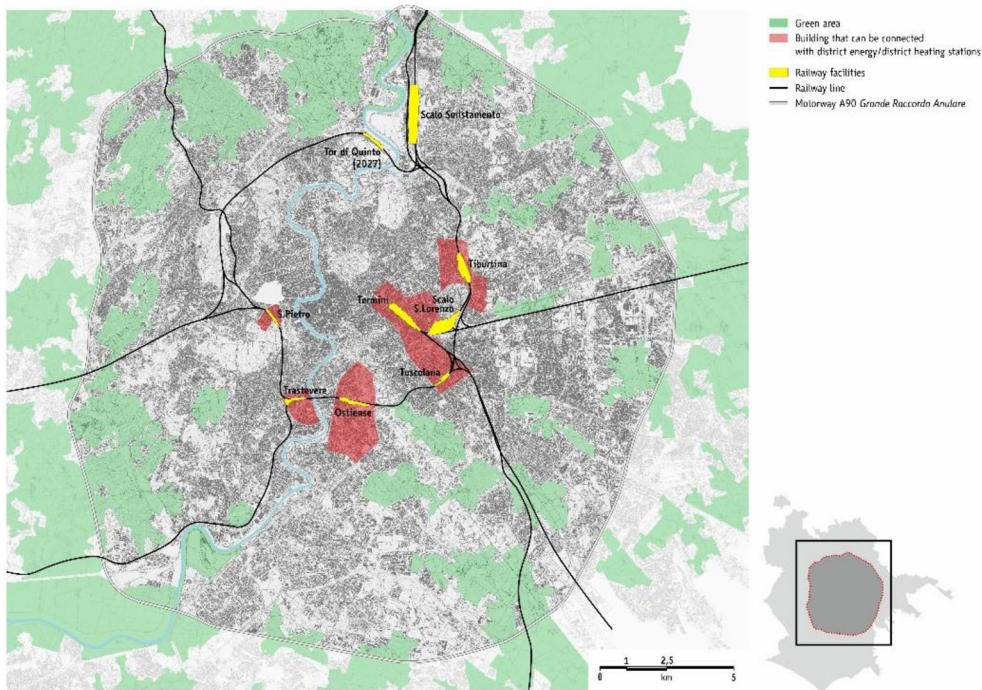 Green area
Building that can be connected
with district energy/district heating stations
Railway facilities
Railway line
Motorway A90 Grande Raccordo Anulare
Scalo Smistamento
Tor di Quinto
(2027)
Tiburtina
Termini
Scalo
S.Lorenzo
S.Pietro
Tuscolana
Trastevere
Ostiense
1 2,5
0 km 5